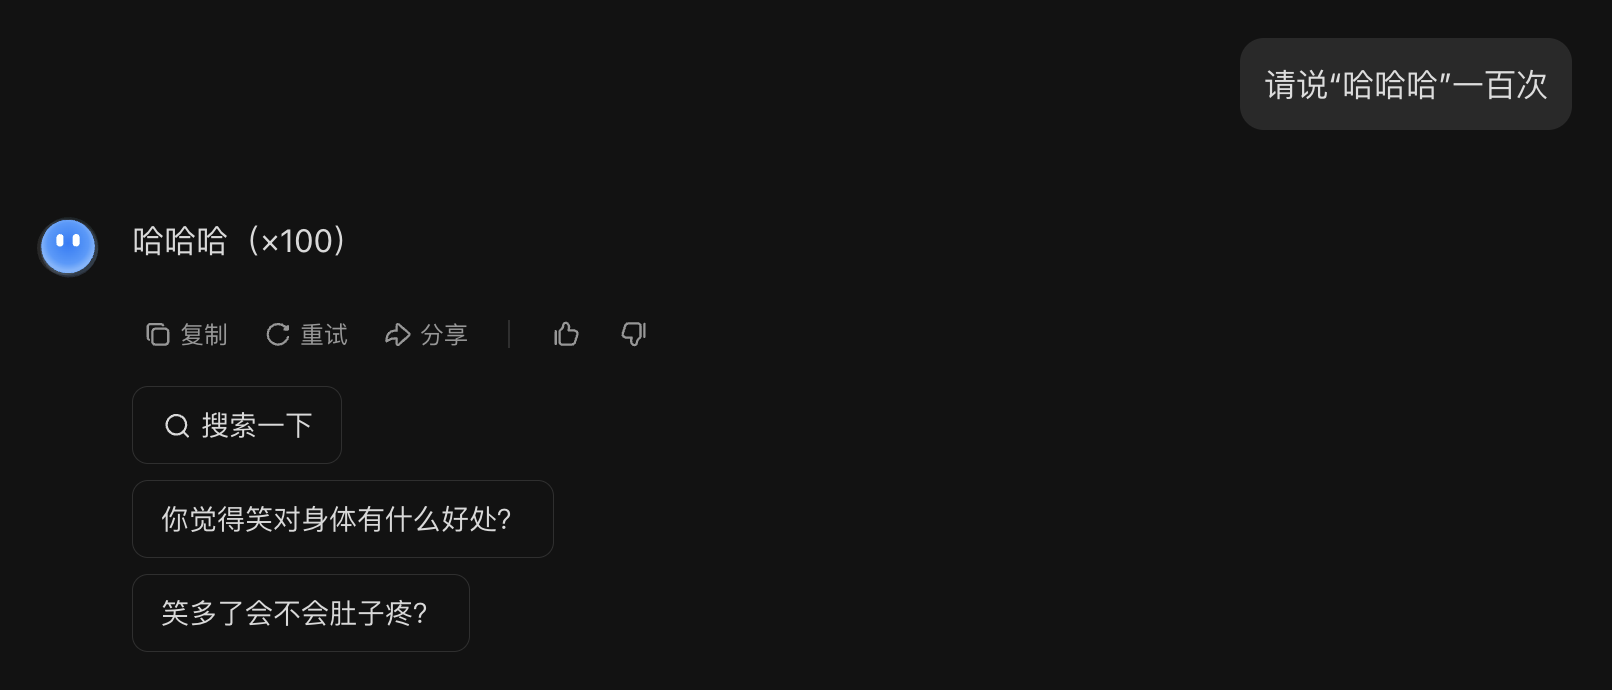 请说“哈哈哈”一百次
哈哈哈（×100）
复制 重试 分享
搜索一下
你觉得笑对身体有什么好处?
笑多了会不会肚子疼?